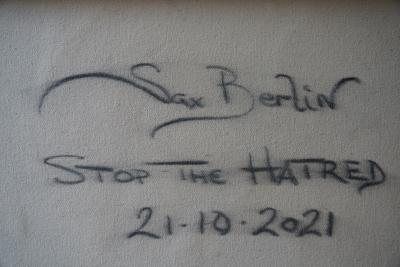 Sax Berlin
STOP THE HATRED
21-10-2021